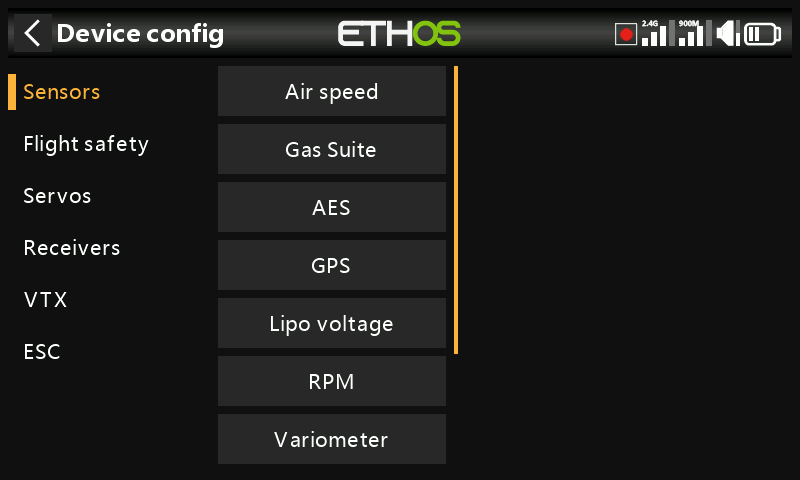 Device config
ETHOS
2.4G
900M
Sensors
Flight safety
Servos
Receivers
VTX
ESC
Air speed
Gas Suite
AES
GPS
Lipo voltage
RPM
Variometer